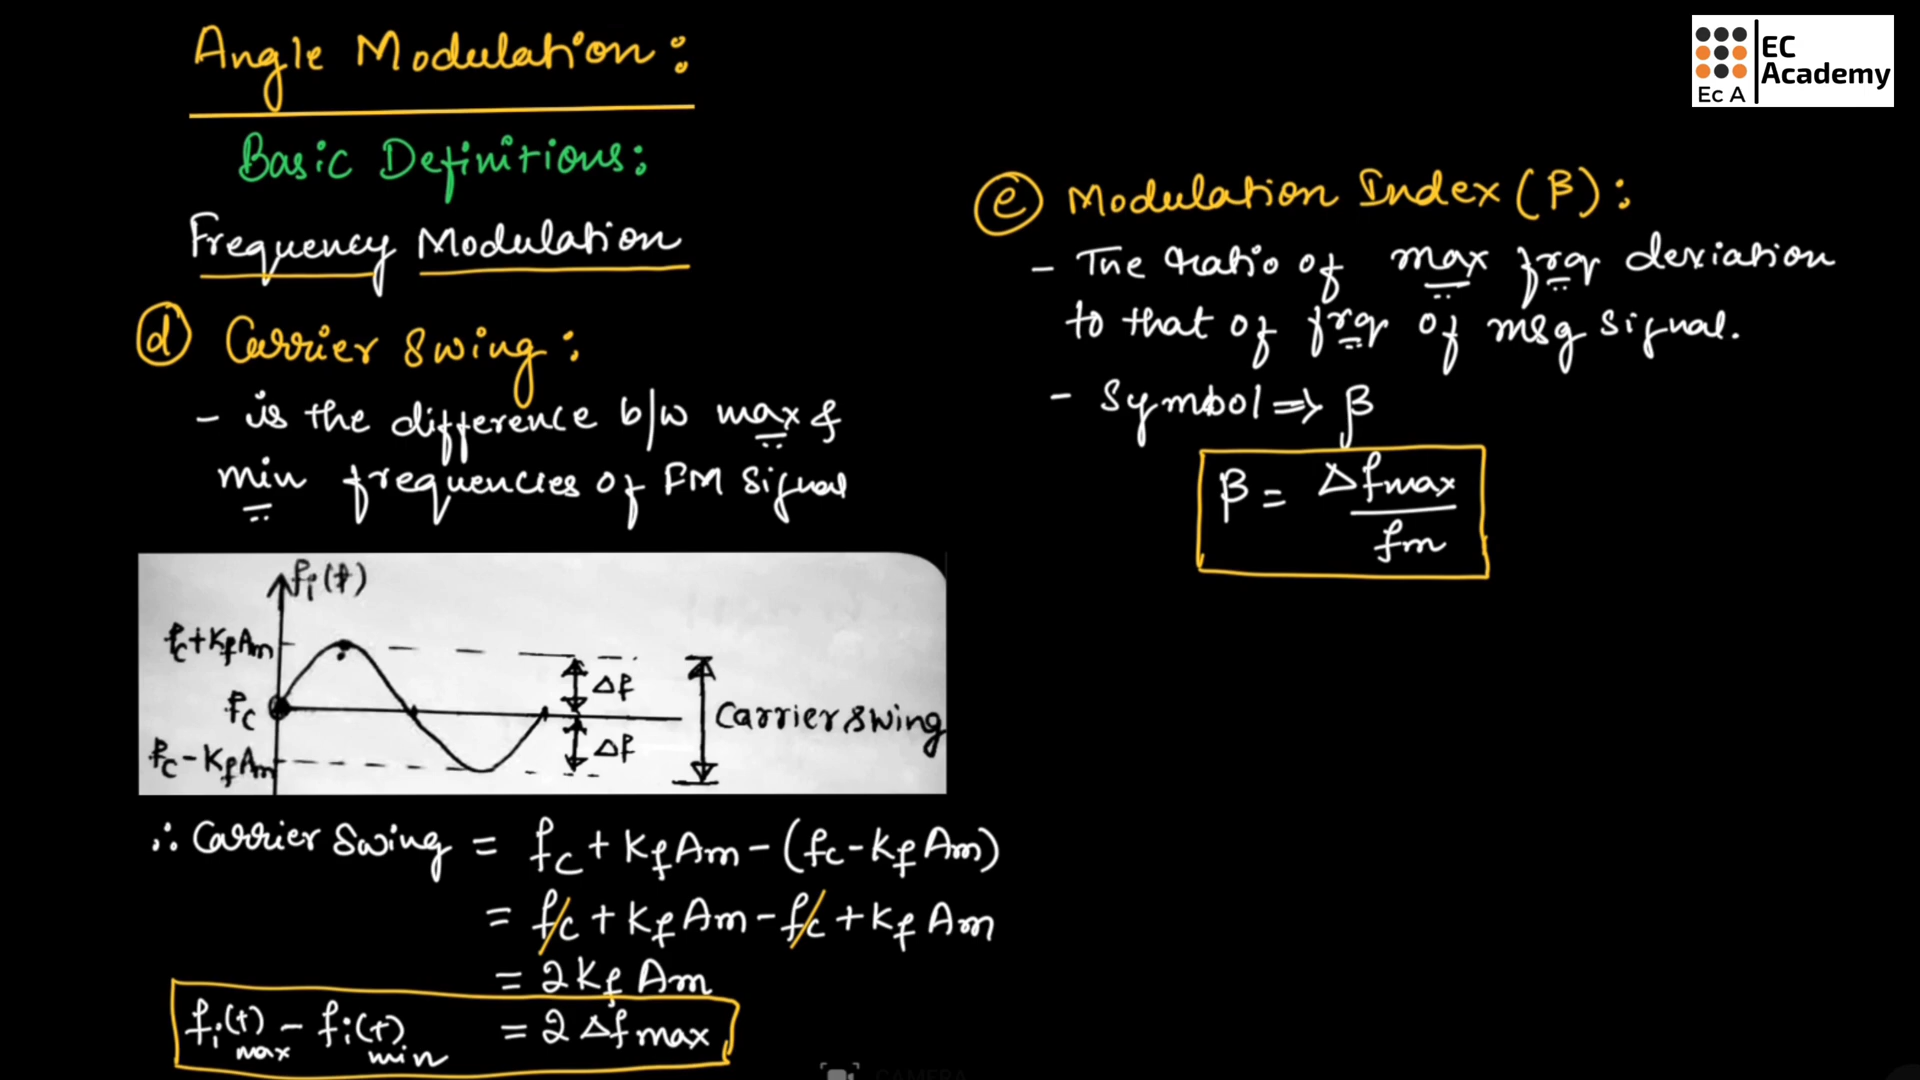 Angle Modulation:
Basic Definitions:
Frequency Modulation
(d) Carrier Swing:
- is the difference b/w max &
min frequencies of FM Signal
fi(t)
fc+KfAm
fc
fc-KfAm
Δf
Δf
Carrier swing
∴ Carrier Swing = fc + KfAm - (fc - KfAm)
= fc + KfAm - fc + KfAm
= 2KfAm
fi(t)max - fi(t)min = 2 Δfmax
(e) Modulation Index (β):
- The ratio of max frq deviation
to that of frq of msg signal.
- Symbol ⇒ β
β = Δfmax / fm
EC
Academy
Ec A
CAMERA